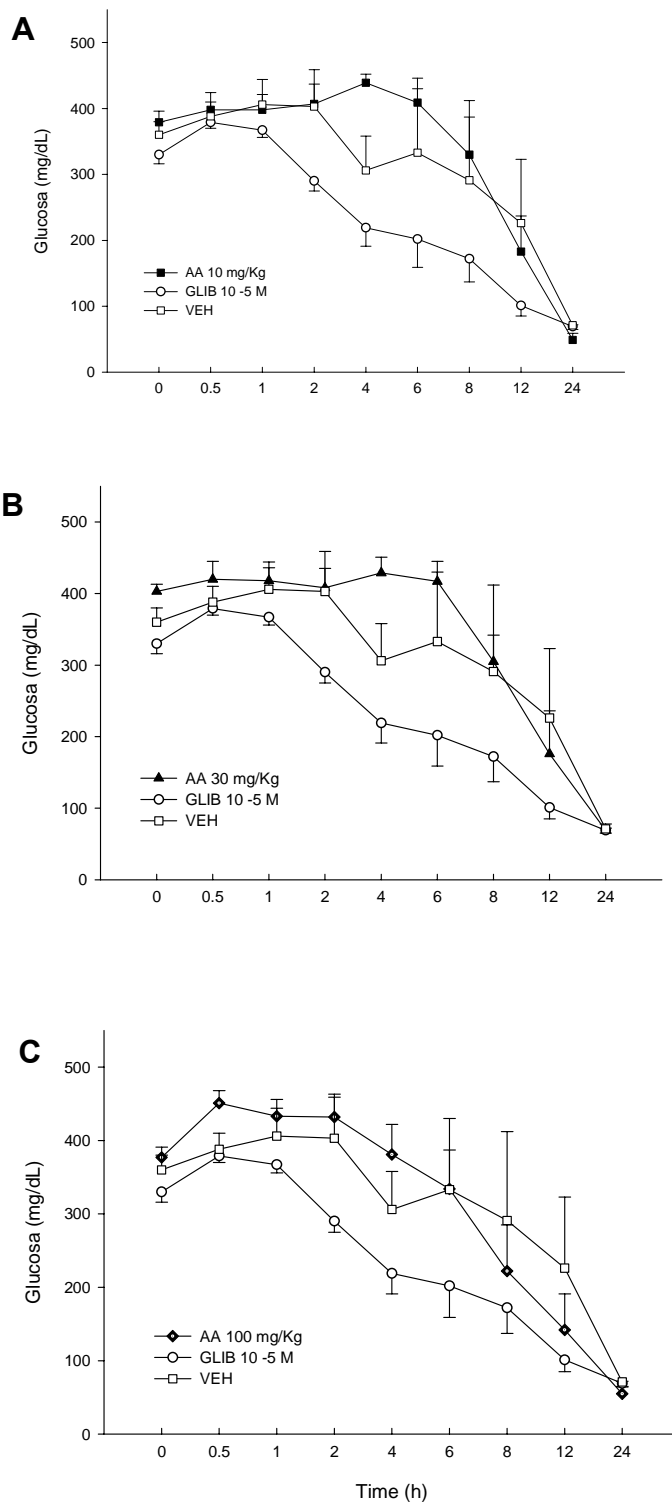 A
500
400
300
200
100
0
Glucosa (mg/dL)
AA 10 mg/Kg
GLIB 10 -5 M
VEH
0 0.5 1 2 4 6 8 12 24
B
500
400
300
200
100
0
Glucosa (mg/dL)
AA 30 mg/Kg
GLIB 10 -5 M
VEH
0 0.5 1 2 4 6 8 12 24
C
500
400
300
200
100
0
Glucosa (mg/dL)
AA 100 mg/Kg
GLIB 10 -5 M
VEH
0 0.5 1 2 4 6 8 12 24
Time (h)